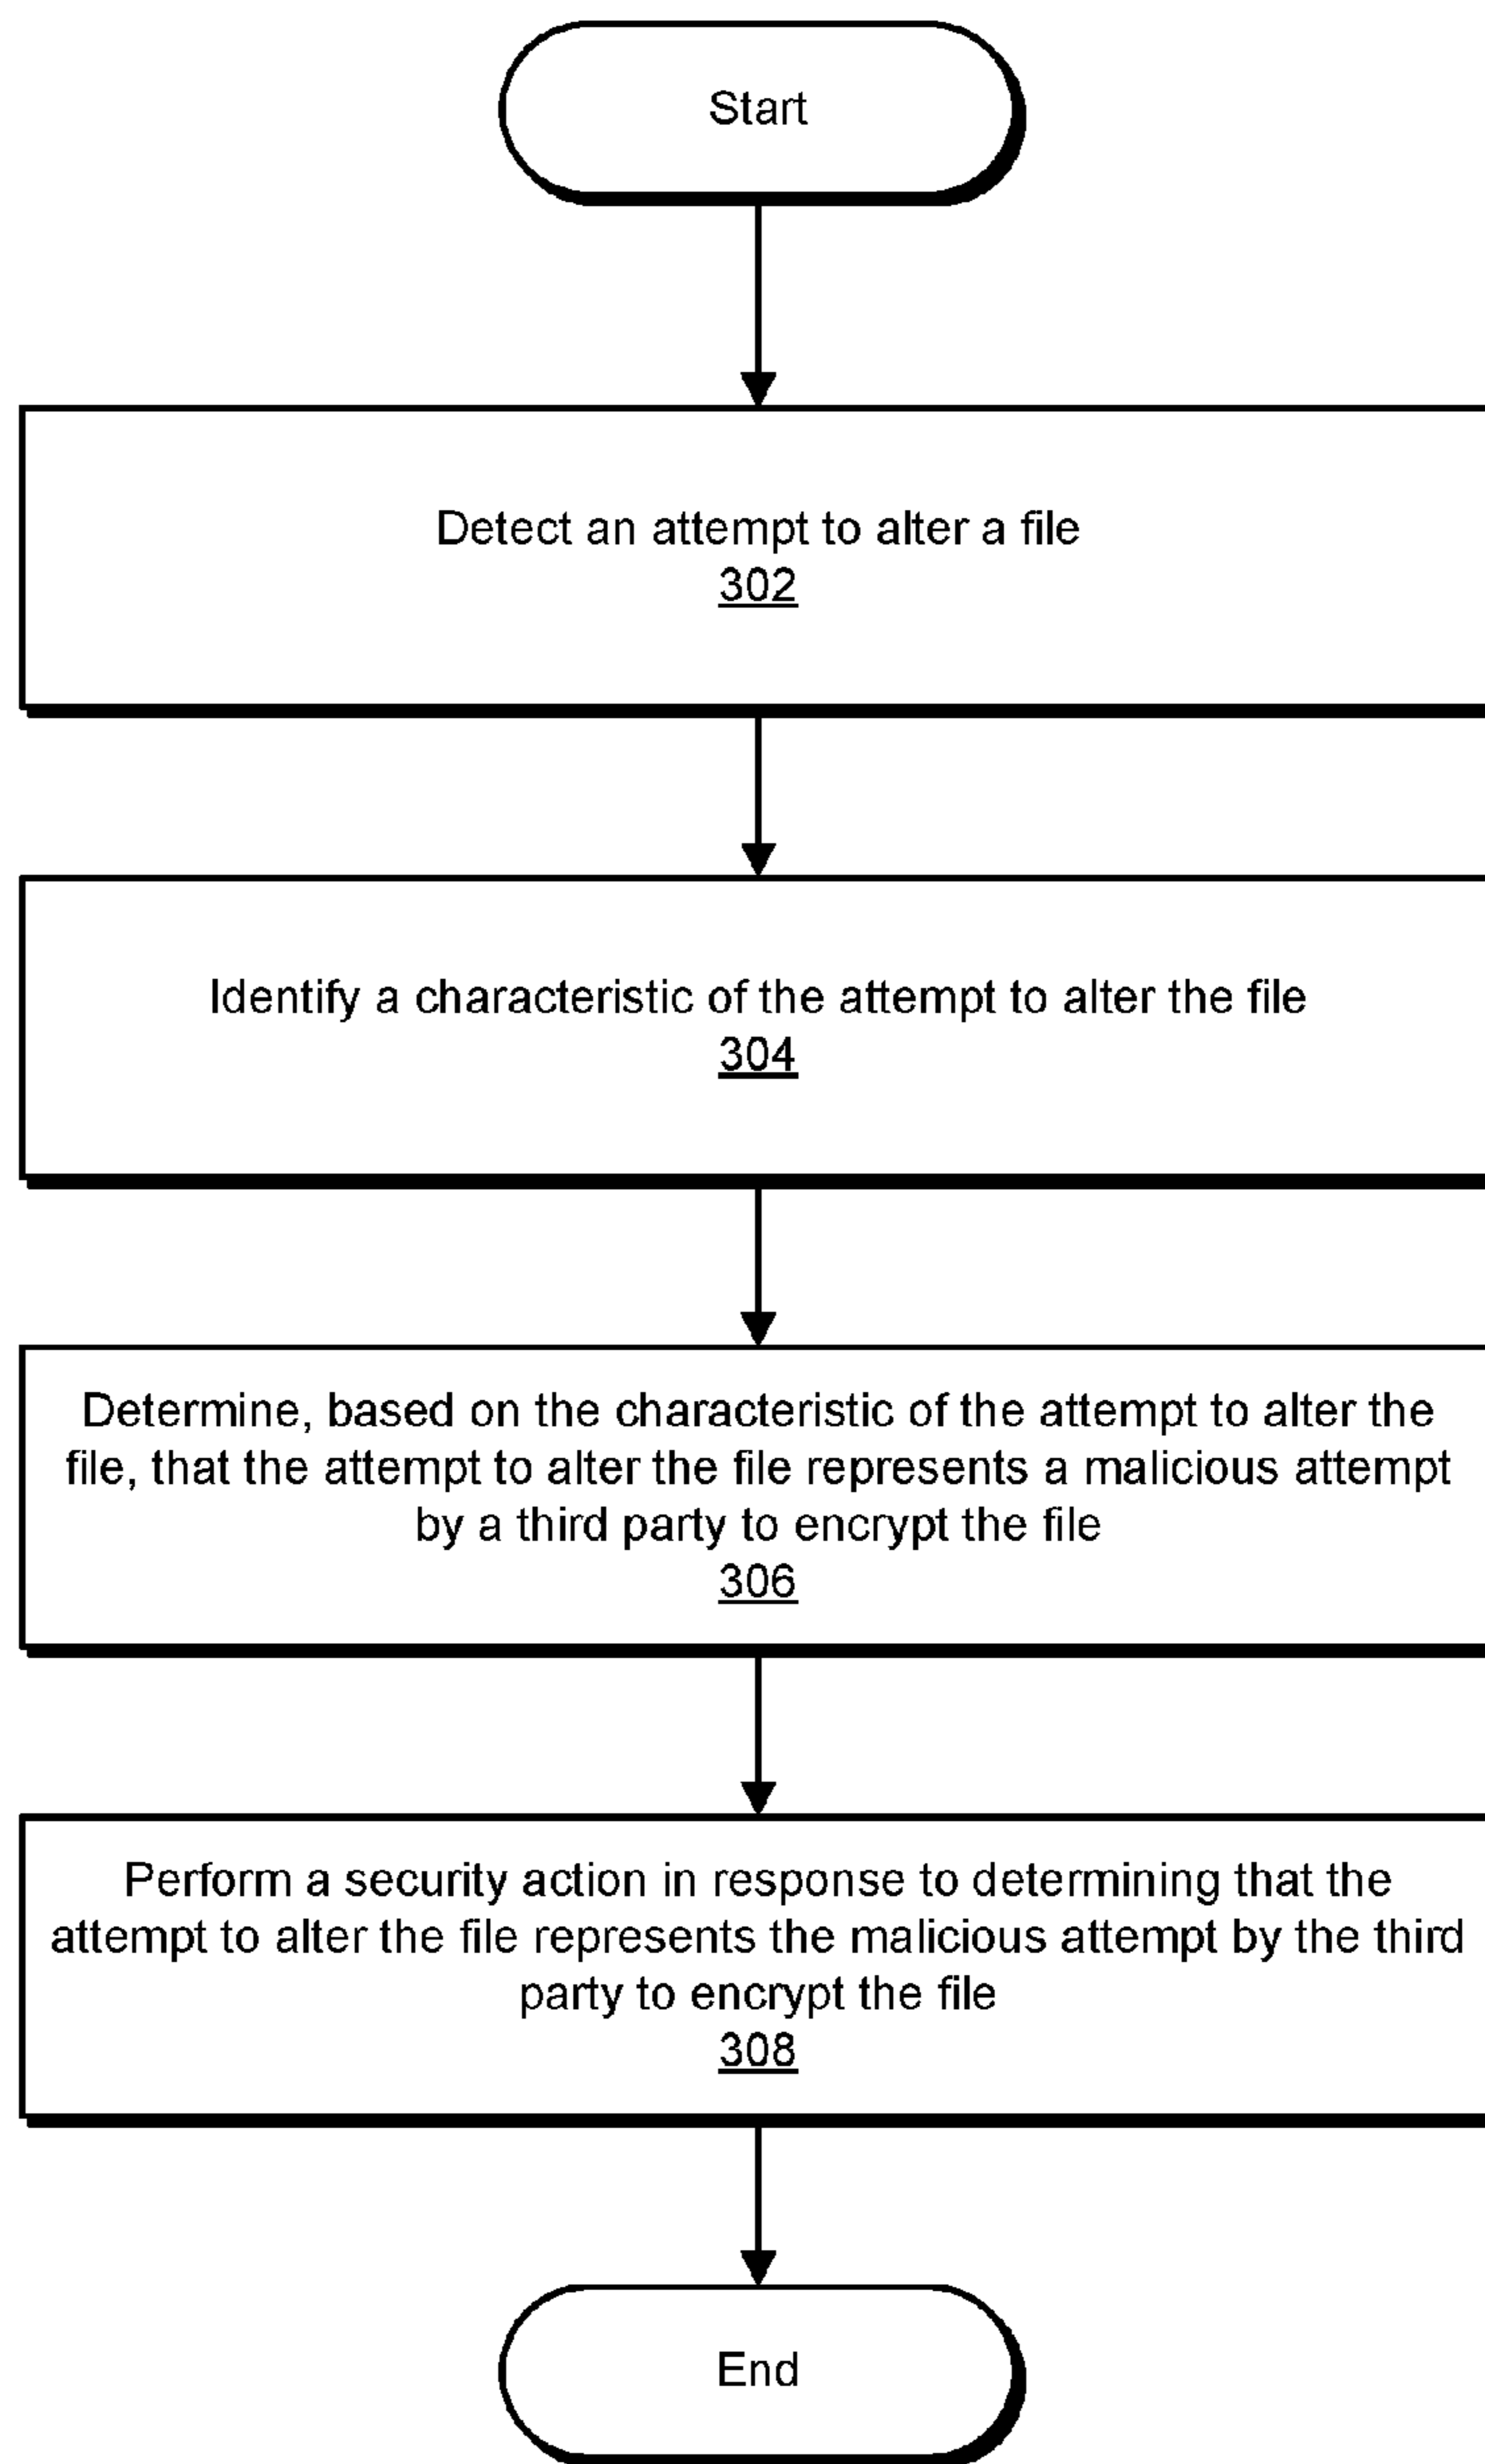 Start
Detect an attempt to alter a file
302
Identify a characteristic of the attempt to alter the file
304
Determine, based on the characteristic of the attempt to alter the
file, that the attempt to alter the file represents a malicious attempt
by a third party to encrypt the file
306
Perform a security action in response to determining that the
attempt to alter the file represents the malicious attempt by the third
party to encrypt the file
308
End